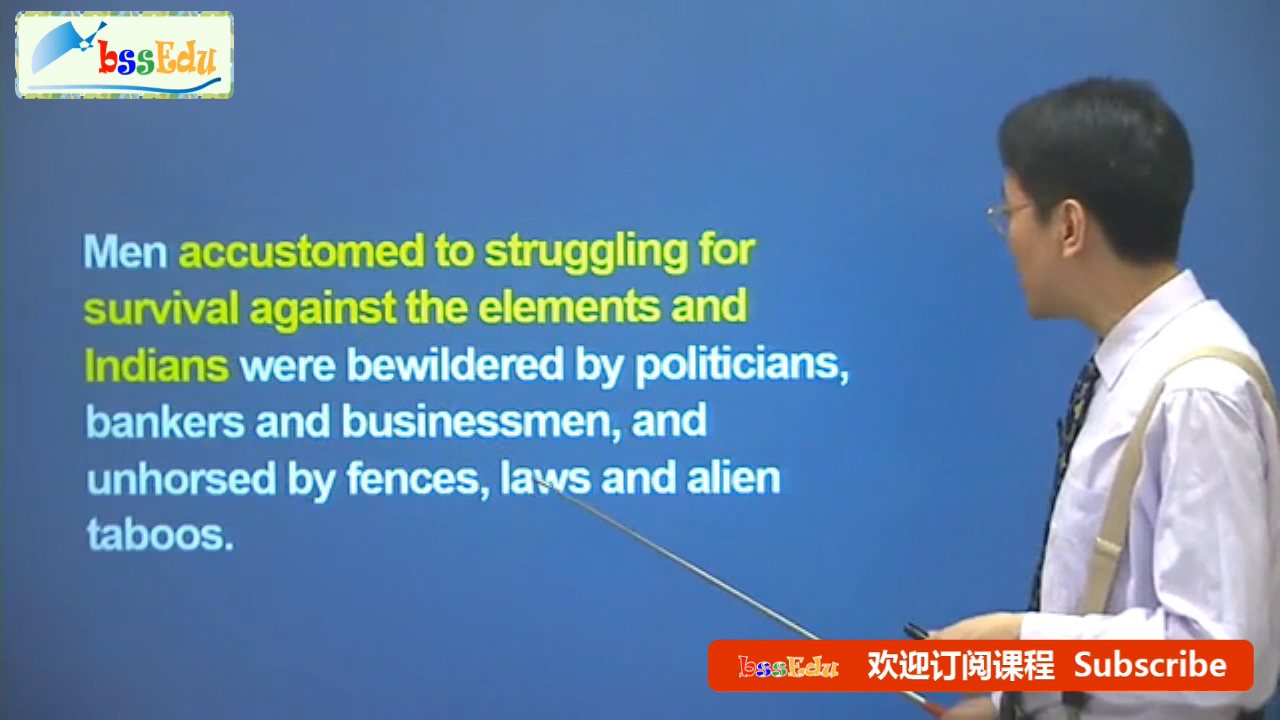 bssEdu
Men accustomed to struggling for
survival against the elements and
Indians were bewildered by politicians,
bankers and businessmen, and
unhorsed by fences, laws and alien
taboos.
bssEdu 欢迎订阅课程 Subscribe